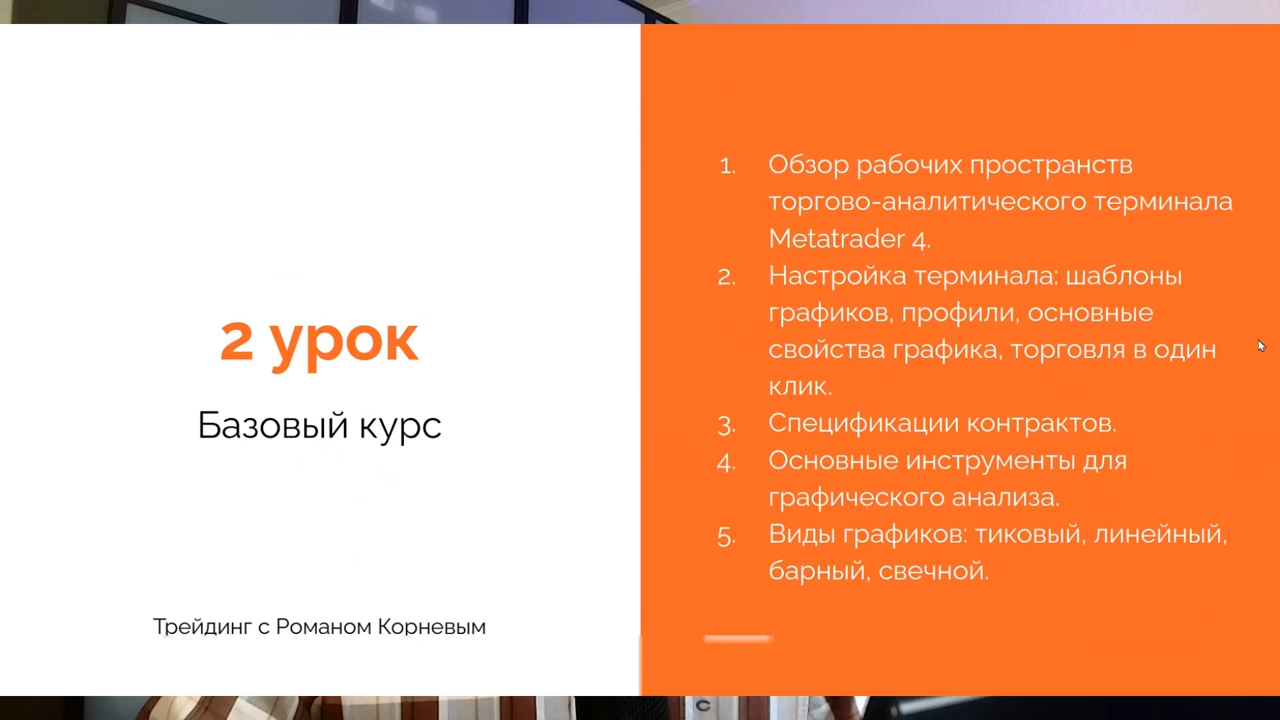 2 урок
Базовый курс
Трейдинг с Романом Корневым
1. Обзор рабочих пространств
торгово-аналитического терминала
Metatrader 4.
2. Настройка терминала: шаблоны
графиков, профили, основные
свойства графика, торговля в один
клик.
3. Спецификации контрактов.
4. Основные инструменты для
графического анализа.
5. Виды графиков: тиковый, линейный,
барный, свечной.